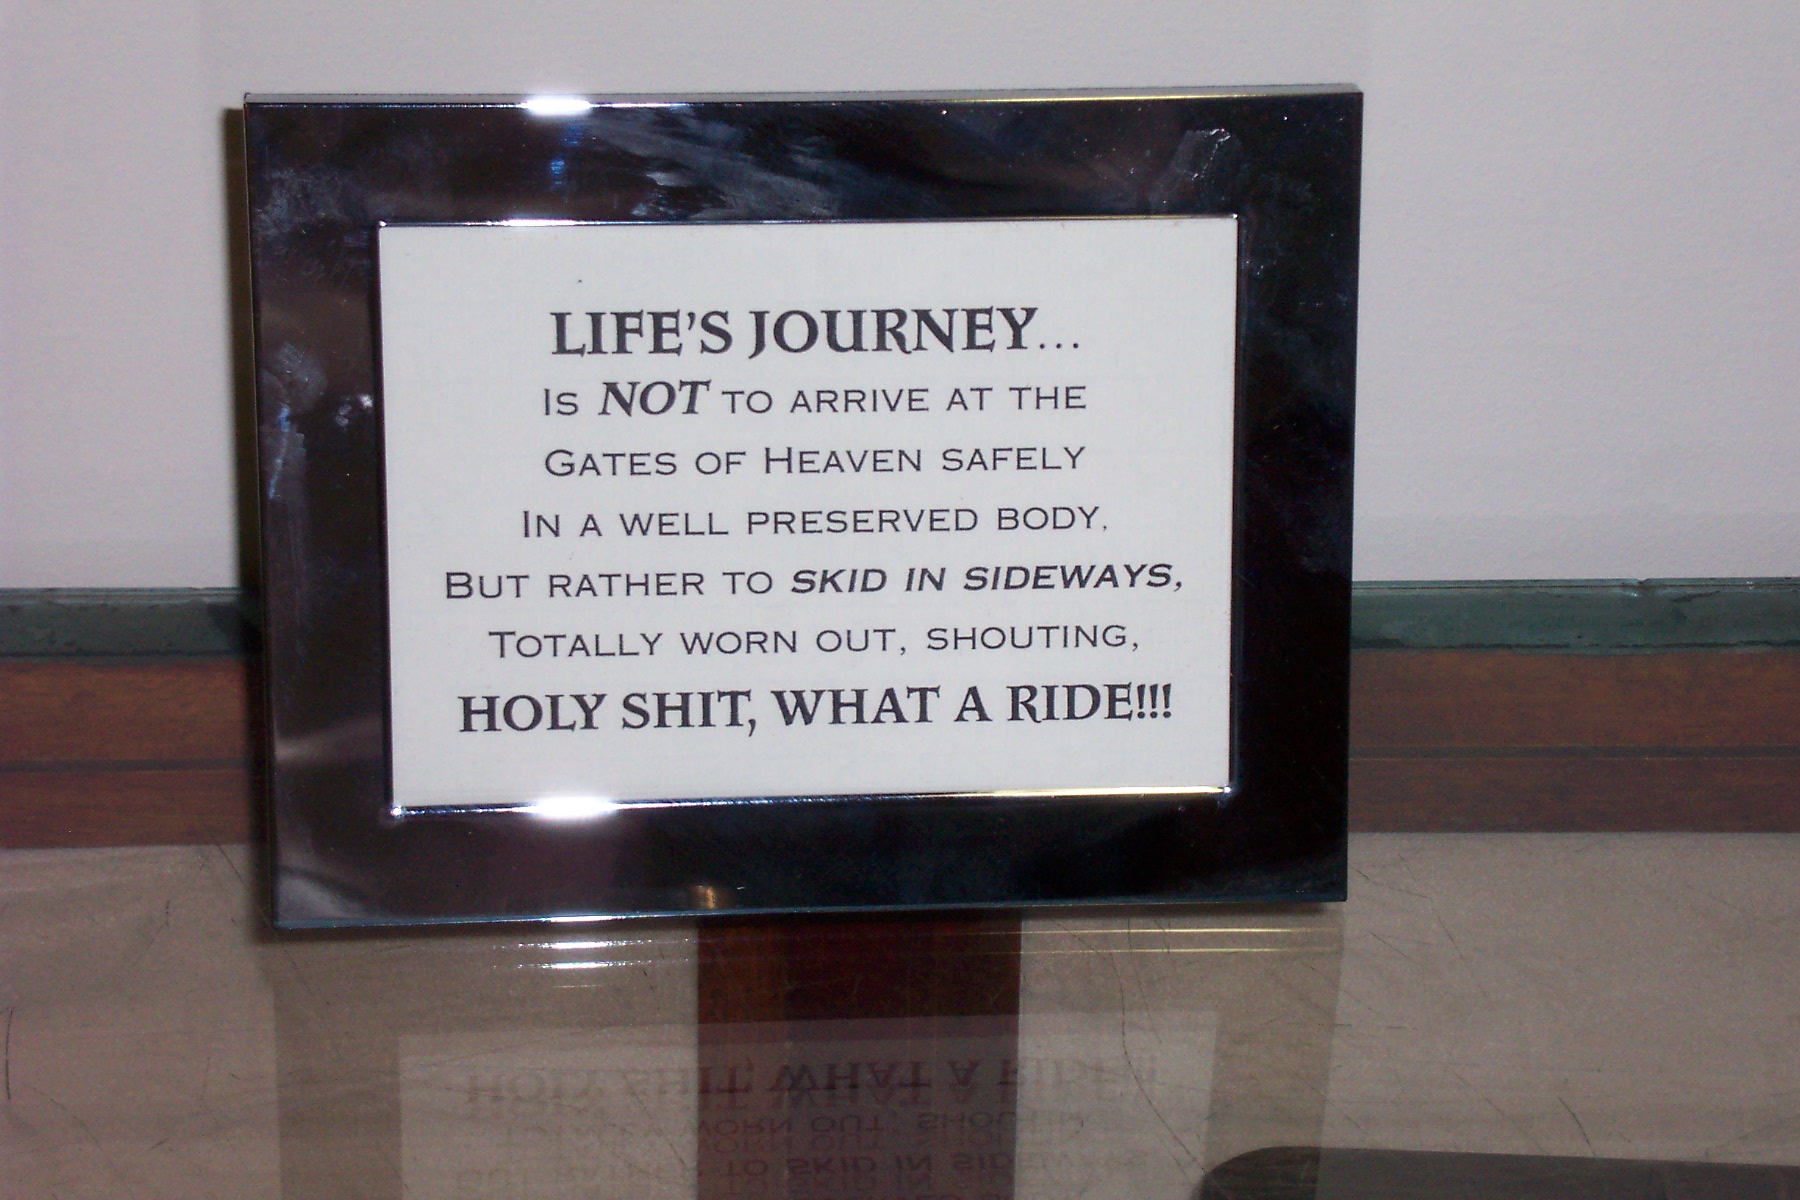 LIFE'S JOURNEY...
IS NOT TO ARRIVE AT THE
GATES OF HEAVEN SAFELY
IN A WELL PRESERVED BODY,
BUT RATHER TO SKID IN SIDEWAYS,
TOTALLY WORN OUT, SHOUTING,
HOLY SHIT, WHAT A RIDE!!!